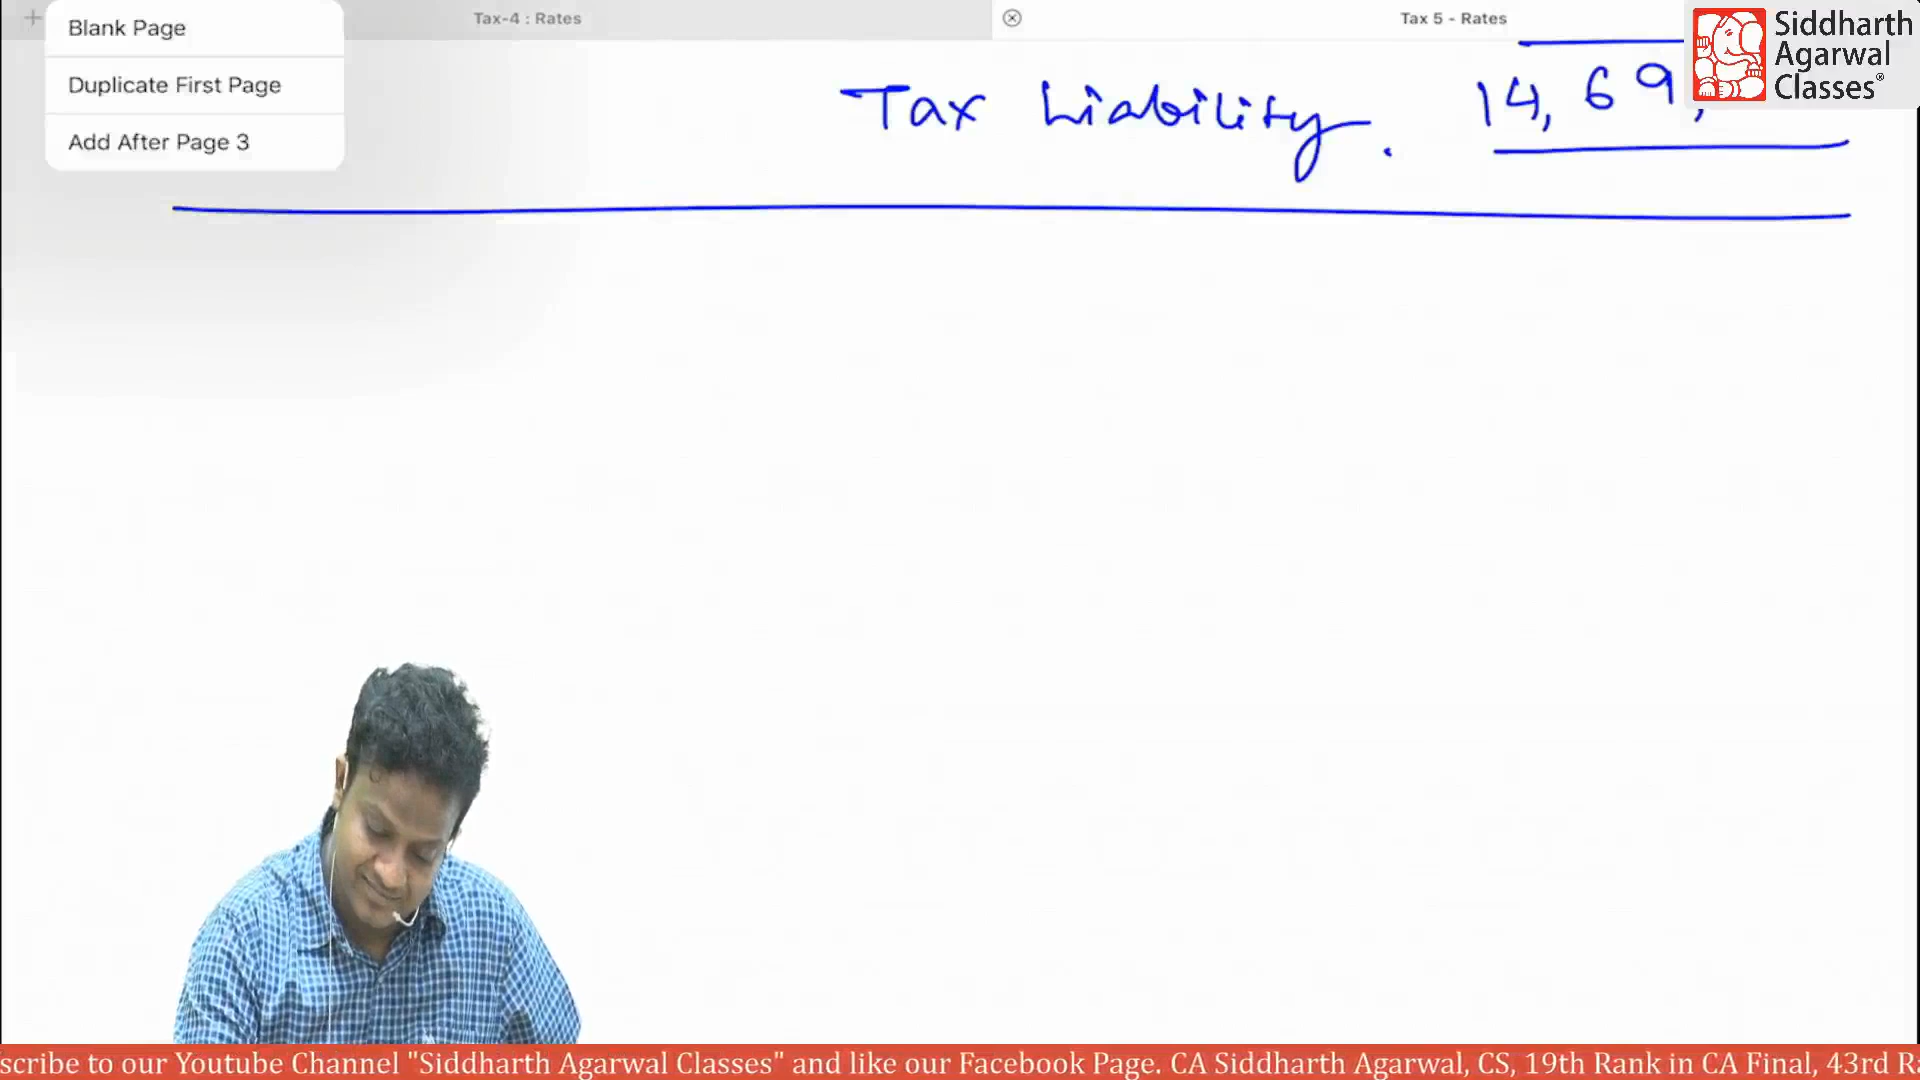 Tax-4 : Rates
Tax 5 - Rates
Blank Page
Duplicate First Page
Add After Page 3
Siddharth
Agarwal
Classes®
Tax Liability. 14,69,
scribe to our Youtube Channel "Siddharth Agarwal Classes" and like our Facebook Page. CA Siddharth Agarwal, CS, 19th Rank in CA Final, 43rd